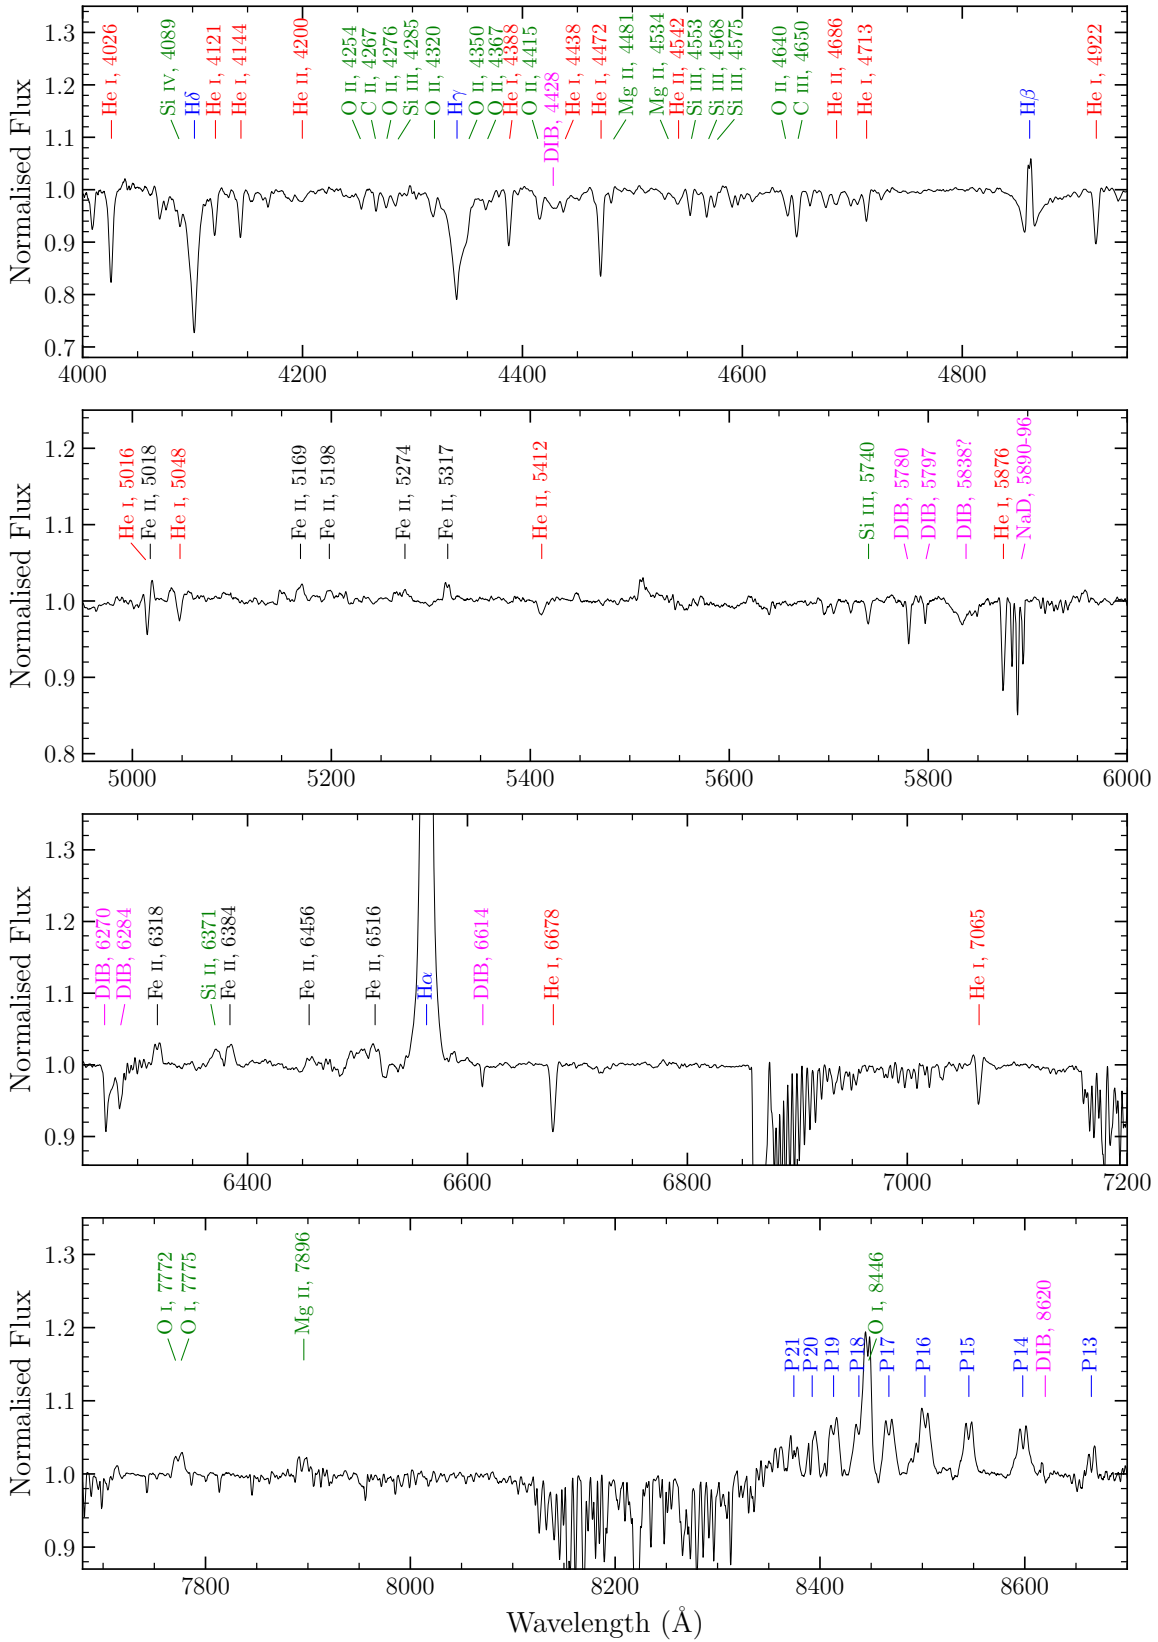 Normalised Flux
1.3
1.2
1.1
1.0
0.9
0.8
0.7
He I, 4026
Si IV, 4089
Hδ
He I, 4121
He I, 4144
He II, 4200
O II, 4254
C II, 4267
O II, 4276
Si III, 4285
O II, 4320
Hγ
O II, 4350
O II, 4367
He I, 4388
O II, 4415
DIB, 4428
He I, 4438
He I, 4472
Mg II, 4481
Mg II, 4534
He II, 4542
Si III, 4553
Si III, 4568
Si III, 4575
O II, 4640
C III, 4650
He II, 4686
He I, 4713
Hβ
He I, 4922
4000 4200 4400 4600 4800
Normalised Flux
1.2
1.1
1.0
0.9
0.8
He I, 5016
Fe II, 5018
He I, 5048
Fe II, 5169
Fe II, 5198
Fe II, 5274
Fe II, 5317
He II, 5412
Si III, 5740
DIB, 5780
DIB, 5797
DIB, 5838?
He I, 5876
NaD, 5890-96
5000 5200 5400 5600 5800 6000
Normalised Flux
1.3
1.2
1.1
1.0
0.9
DIB, 6270
DIB, 6284
Fe II, 6318
Si II, 6371
Fe II, 6384
Fe II, 6456
Fe II, 6516
Hα
DIB, 6614
He I, 6678
He I, 7065
6400 6600 6800 7000 7200
Normalised Flux
1.3
1.2
1.1
1.0
0.9
O I, 7772
O I, 7775
Mg II, 7896
P21
P20
P19
P18
O I, 8446
P17
P16
P15
P14
DIB, 8620
P13
7800 8000 8200 8400 8600
Wavelength (Å)